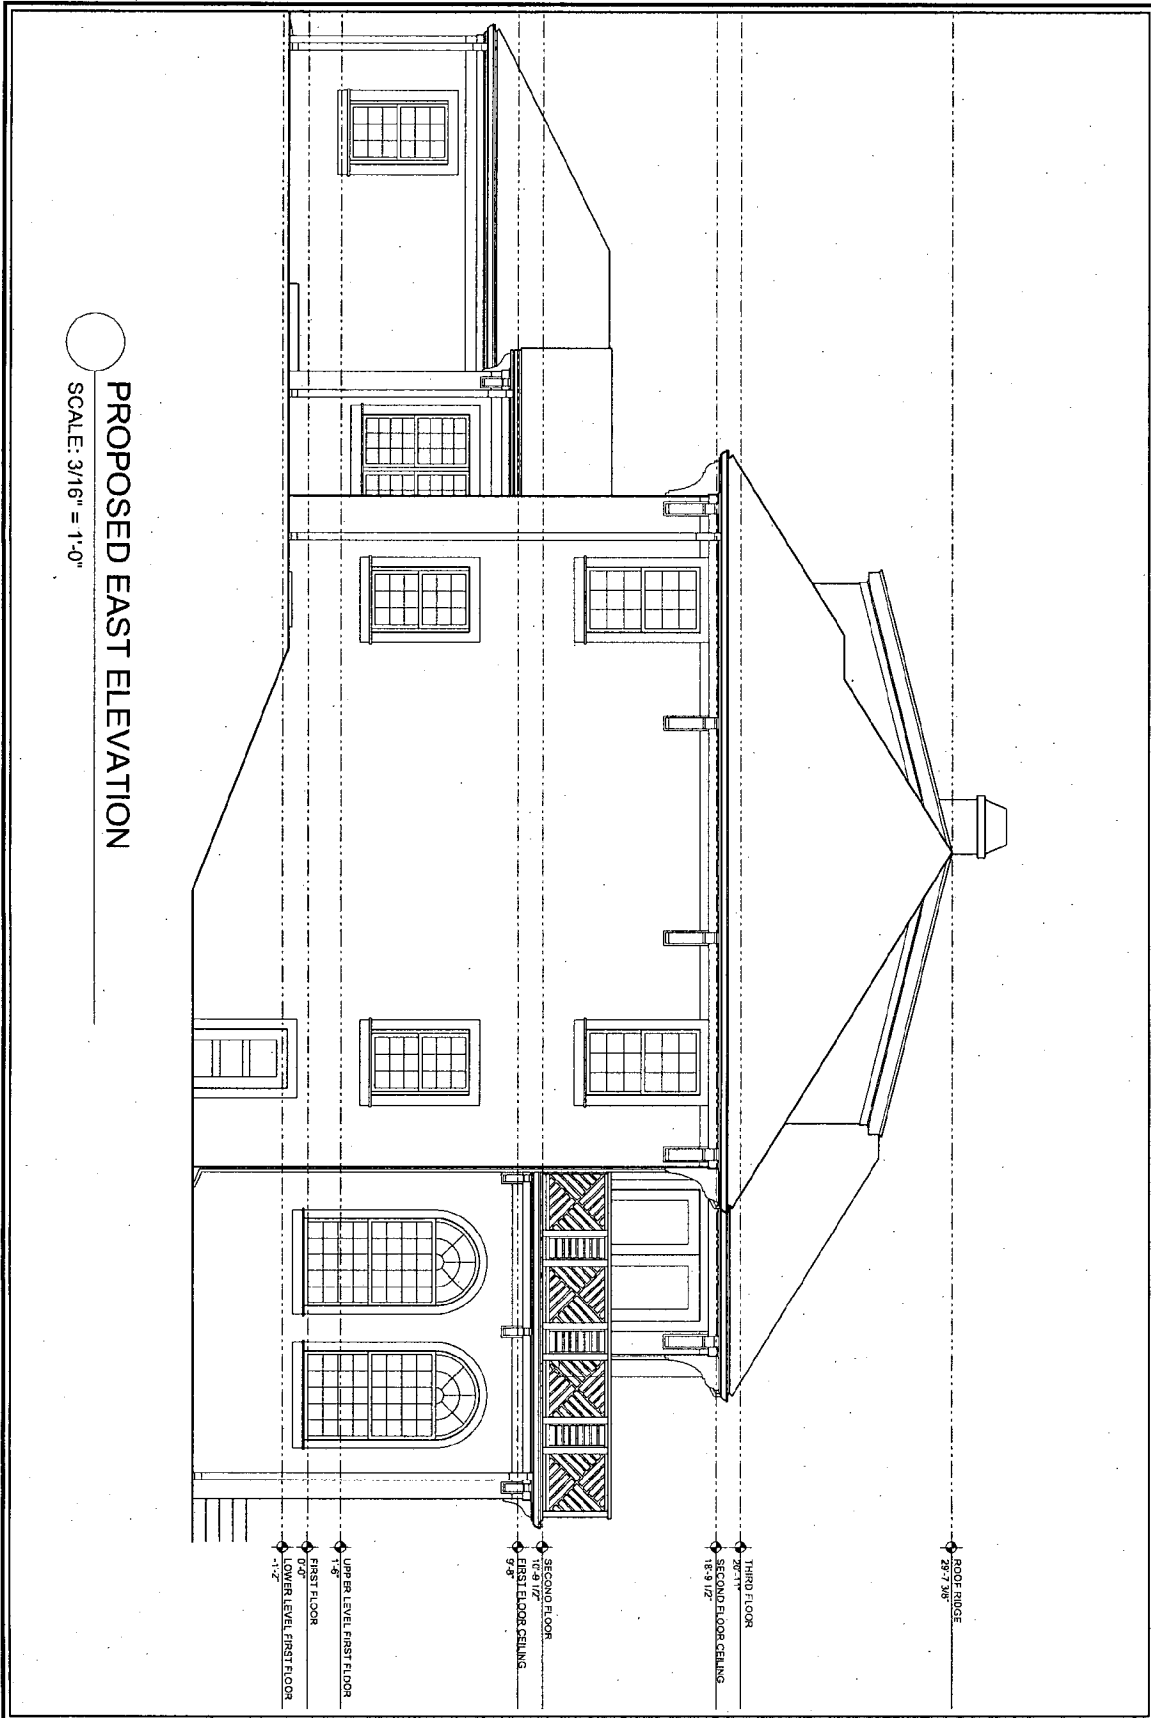 ROOF RIDGE
29'-7 3/8"
THIRD FLOOR
20'-11"
SECOND FLOOR CEILING
18'-9 1/2"
SECOND FLOOR
10'-9 1/2"
FIRST FLOOR CEILING
9'-8"
UPPER LEVEL FIRST FLOOR
1'-6"
FIRST FLOOR
0'-0"
LOWER LEVEL FIRST FLOOR
-1'-2"
PROPOSED EAST ELEVATION
SCALE: 3/16" = 1'-0"